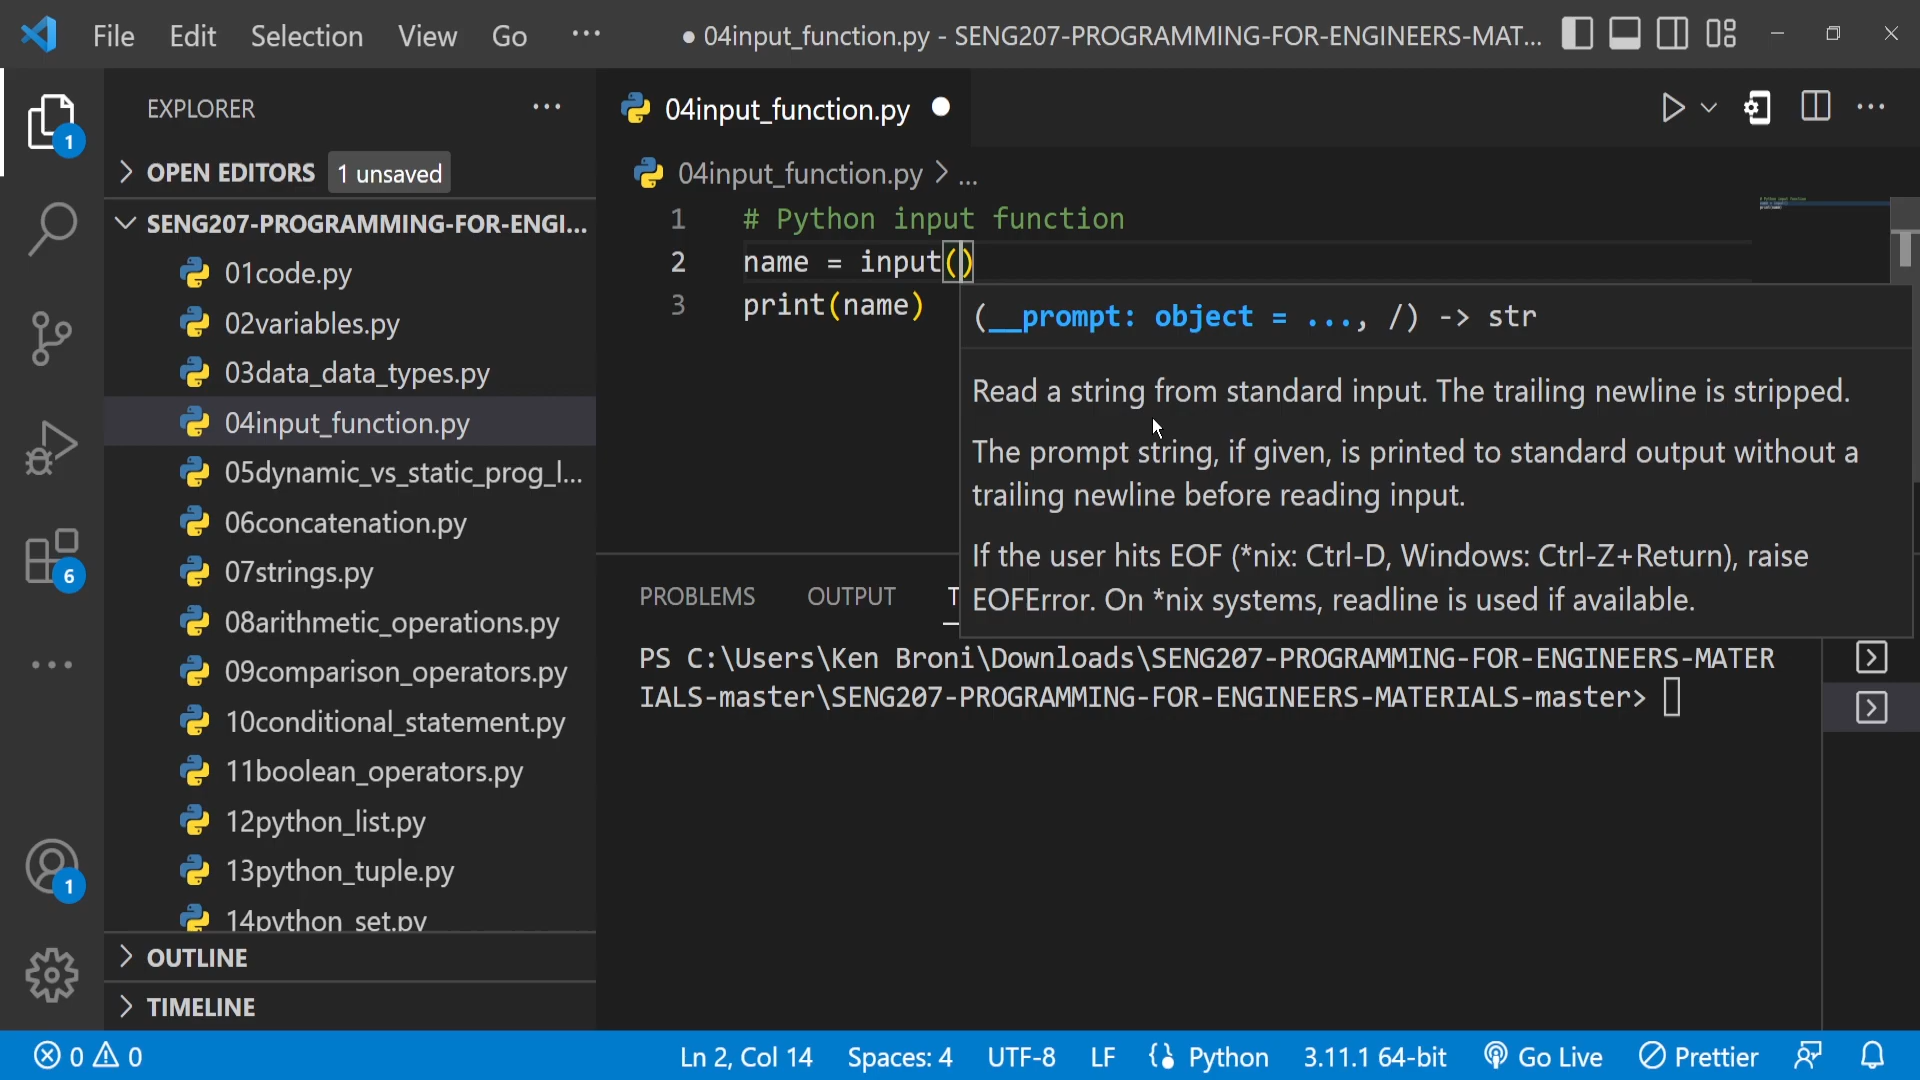 File Edit Selection View Go ... ● 04input_function.py - SENG207-PROGRAMMING-FOR-ENGINEERS-MAT...
EXPLORER ...
OPEN EDITORS 1 unsaved
SENG207-PROGRAMMING-FOR-ENGI...
01code.py
02variables.py
03data_data_types.py
04input_function.py
05dynamic_vs_static_prog_l...
06concatenation.py
07strings.py
08arithmetic_operations.py
09comparison_operators.py
10conditional_statement.py
11boolean_operators.py
12python_list.py
13python_tuple.py
14python_set.py
OUTLINE
TIMELINE
1
6
1
04input_function.py
04input_function.py > ...
1 # Python input function
2 name = input()
3 print(name)
(__prompt: object = ..., /) -> str
Read a string from standard input. The trailing newline is stripped.
The prompt string, if given, is printed to standard output without a
trailing newline before reading input.
If the user hits EOF (*nix: Ctrl-D, Windows: Ctrl-Z+Return), raise
EOFError. On *nix systems, readline is used if available.
PROBLEMS OUTPUT T
PS C:\Users\Ken Broni\Downloads\SENG207-PROGRAMMING-FOR-ENGINEERS-MATER
IALS-master\SENG207-PROGRAMMING-FOR-ENGINEERS-MATERIALS-master>
0 0 Ln 2, Col 14 Spaces: 4 UTF-8 LF Python 3.11.1 64-bit Go Live Prettier